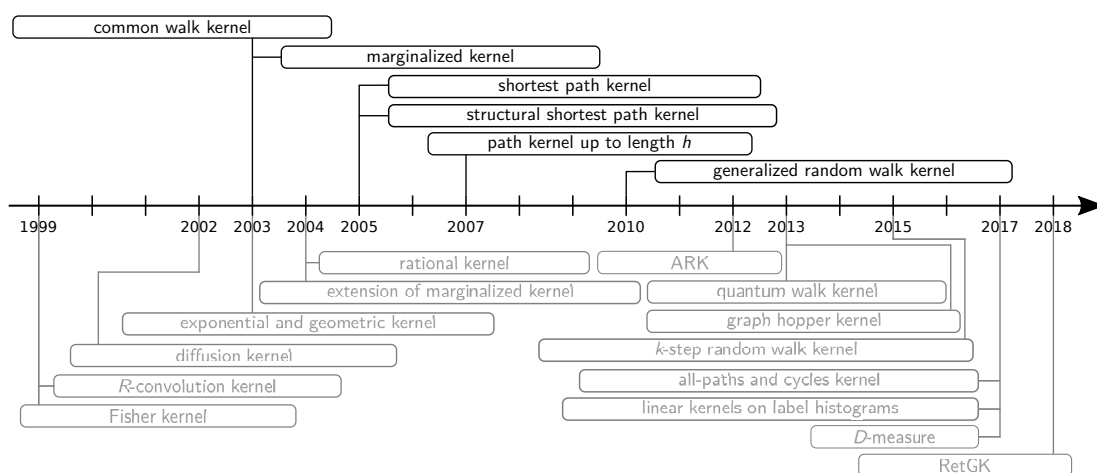 common walk kernel
marginalized kernel
shortest path kernel
structural shortest path kernel
path kernel up to length h
generalized random walk kernel
1999 2002 2003 2004 2005 2007 2010 2012 2013 2015 2017 2018
rational kernel ARK
extension of marginalized kernel quantum walk kernel
exponential and geometric kernel graph hopper kernel
diffusion kernel k-step random walk kernel
R-convolution kernel all-paths and cycles kernel
Fisher kernel linear kernels on label histograms
D-measure
RetGK